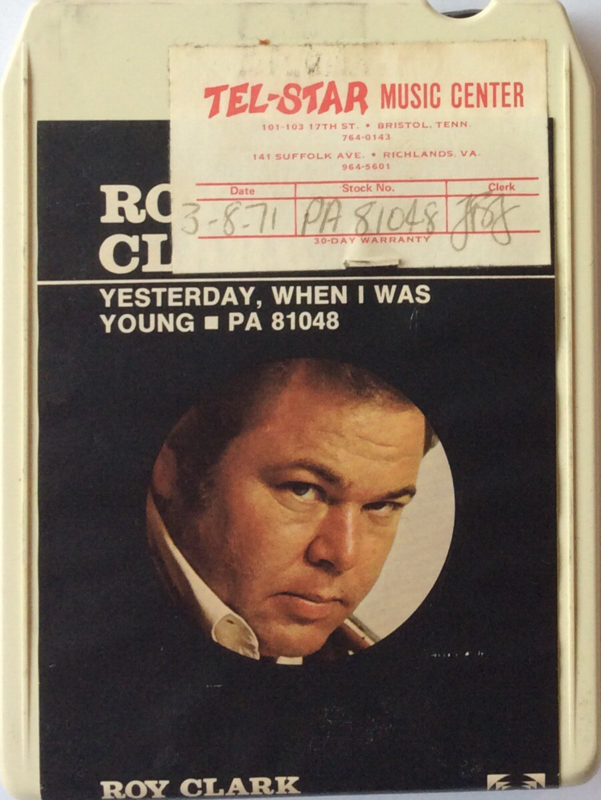 TEL-STAR MUSIC CENTER
101-103 17TH ST. • BRISTOL, TENN.
764-0143
141 SUFFOLK AVE. • RICHLANDS, VA.
964-5601
Date Stock No. Clerk
3-8-71 PA 81048
30-DAY WARRANTY
RO
CL
YESTERDAY, WHEN I WAS
YOUNG ■ PA 81048
ROY CLARK